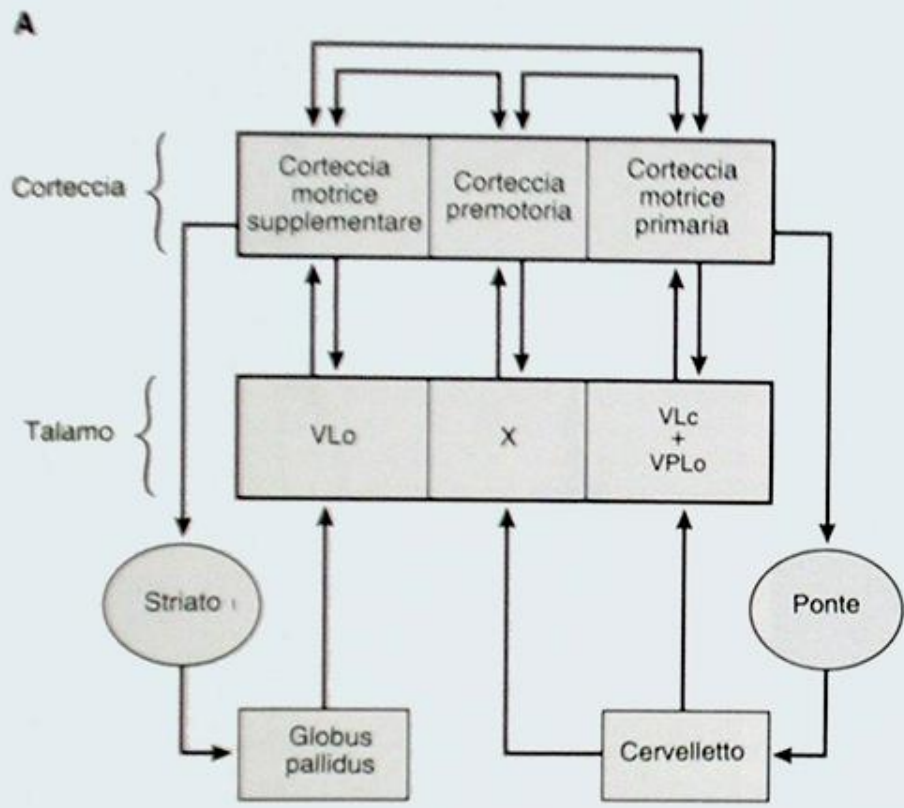 A
Corteccia
Corteccia
motrice
supplementare
Corteccia
premotoria
Corteccia
motrice
primaria
Talamo
VLo
X
VLc
+
VPLo
Striato
Ponte
Globus
pallidus
Cervelletto